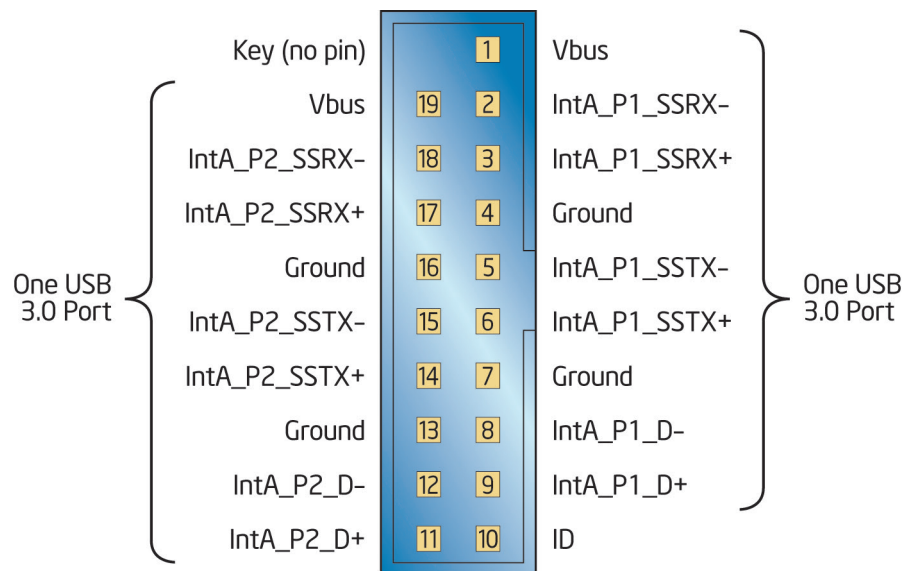 Key (no pin) 1 Vbus
Vbus 19 2 IntA_P1_SSRX-
IntA_P2_SSRX- 18 3 IntA_P1_SSRX+
IntA_P2_SSRX+ 17 4 Ground
Ground 16 5 IntA_P1_SSTX-
One USB
3.0 Port
One USB
3.0 Port
IntA_P2_SSTX- 15 6 IntA_P1_SSTX+
IntA_P2_SSTX+ 14 7 Ground
Ground 13 8 IntA_P1_D-
IntA_P2_D- 12 9 IntA_P1_D+
IntA_P2_D+ 11 10 ID